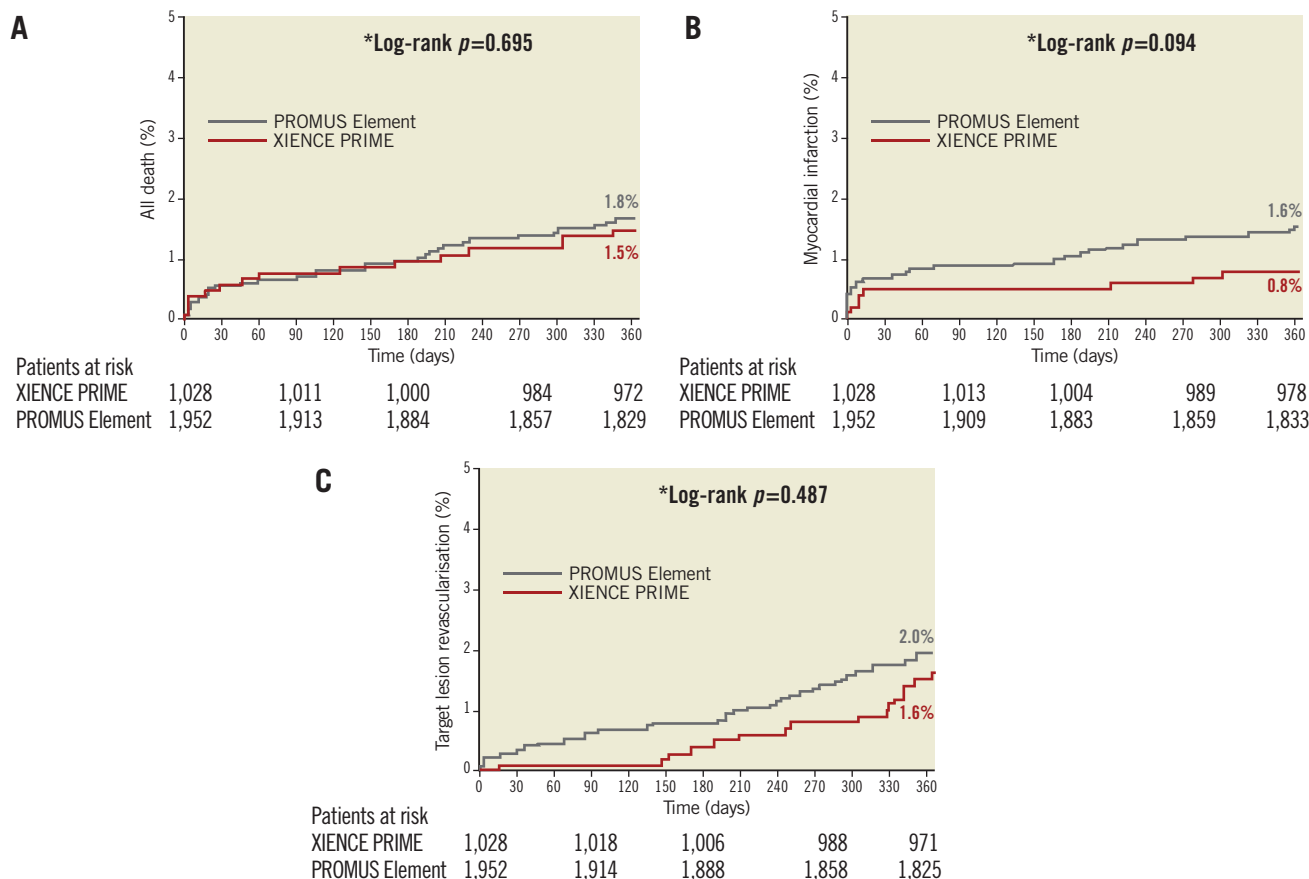 A
*Log-rank p=0.695
PROMUS Element
XIENCE PRIME
All death (%)
5
4
3
2
1
0
1.8%
1.5%
0 30 60 90 120 150 180 210 240 270 300 330 360
Time (days)
Patients at risk
XIENCE PRIME 1,028 1,011 1,000 984 972
PROMUS Element 1,952 1,913 1,884 1,857 1,829
B
*Log-rank p=0.094
PROMUS Element
XIENCE PRIME
Myocardial infarction (%)
5
4
3
2
1
0
1.6%
0.8%
0 30 60 90 120 150 180 210 240 270 300 330 360
Time (days)
Patients at risk
XIENCE PRIME 1,028 1,013 1,004 989 978
PROMUS Element 1,952 1,909 1,883 1,859 1,833
C
*Log-rank p=0.487
PROMUS Element
XIENCE PRIME
Target lesion revascularisation (%)
5
4
3
2
1
0
2.0%
1.6%
0 30 60 90 120 150 180 210 240 270 300 330 360
Time (days)
Patients at risk
XIENCE PRIME 1,028 1,018 1,006 988 971
PROMUS Element 1,952 1,914 1,888 1,858 1,825